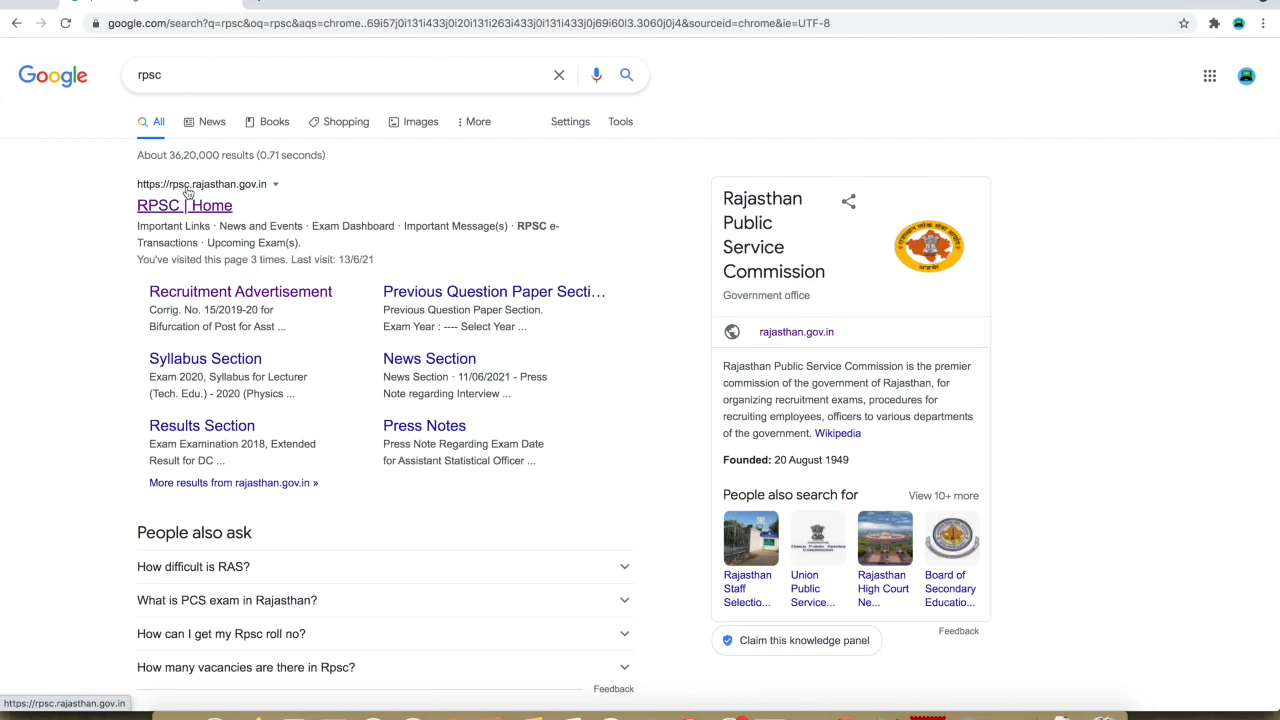 google.com/search?q=rpsc&oq=rpsc&aqs=chrome..69i57j0i131i433j0i20i131i263i433j0i131i433j0j69i60l3.3060j0j4&sourceid=chrome&ie=UTF-8
Google
rpsc
All News Books Shopping Images More Settings Tools
About 36,20,000 results (0.71 seconds)
https://rpsc.rajasthan.gov.in
RPSC | Home
Important Links · News and Events · Exam Dashboard · Important Message(s) · RPSC e-
Transactions · Upcoming Exam(s).
You've visited this page 3 times. Last visit: 13/6/21
Recruitment Advertisement
Corrig. No. 15/2019-20 for
Bifurcation of Post for Asst ...
Previous Question Paper Secti...
Previous Question Paper Section.
Exam Year : ---- Select Year ...
Syllabus Section
Exam 2020, Syllabus for Lecturer
(Tech. Edu.) - 2020 (Physics ...
News Section
News Section · 11/06/2021 - Press
Note regarding Interview ...
Results Section
Exam Examination 2018, Extended
Result for DC ...
Press Notes
Press Note Regarding Exam Date
for Assistant Statistical Officer ...
More results from rajasthan.gov.in »
People also ask
How difficult is RAS?
What is PCS exam in Rajasthan?
How can I get my Rpsc roll no?
How many vacancies are there in Rpsc?
Feedback
Rajasthan
Public
Service
Commission
Government office
rajasthan.gov.in
Rajasthan Public Service Commission is the premier
commission of the government of Rajasthan, for
organizing recruitment exams, procedures for
recruiting employees, officers to various departments
of the government. Wikipedia
Founded: 20 August 1949
People also search for View 10+ more
Rajasthan
Staff
Selectio...
Union
Public
Service...
Rajasthan
High Court
Ne...
Board of
Secondary
Educatio...
Feedback
Claim this knowledge panel
https://rpsc.rajasthan.gov.in